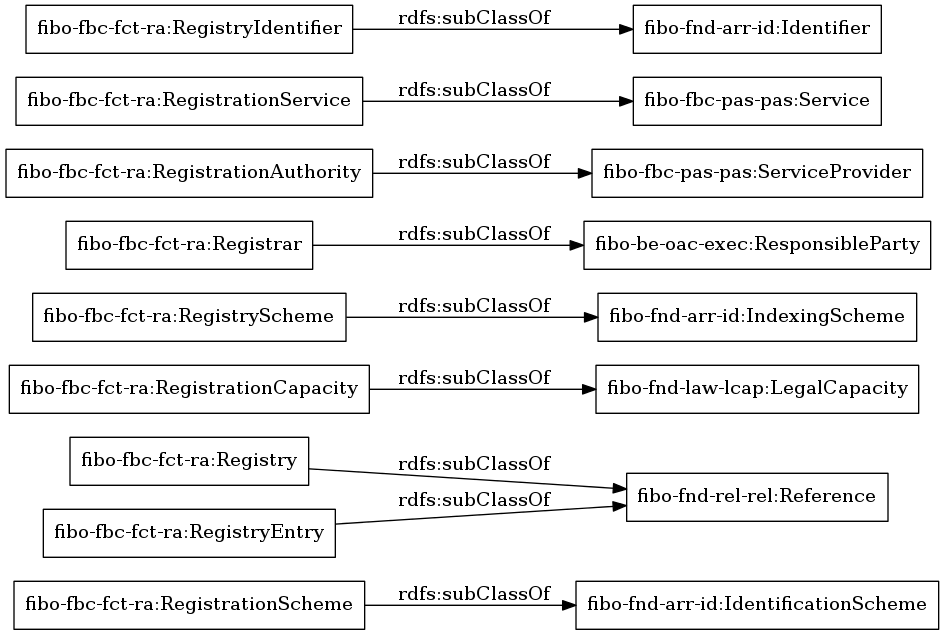 fibo-fbc-fct-ra:RegistryIdentifier rdfs:subClassOf fibo-fnd-arr-id:Identifier
fibo-fbc-fct-ra:RegistrationService rdfs:subClassOf fibo-fbc-pas-pas:Service
fibo-fbc-fct-ra:RegistrationAuthority rdfs:subClassOf fibo-fbc-pas-pas:ServiceProvider
fibo-fbc-fct-ra:Registrar rdfs:subClassOf fibo-be-oac-exec:ResponsibleParty
fibo-fbc-fct-ra:RegistryScheme rdfs:subClassOf fibo-fnd-arr-id:IndexingScheme
fibo-fbc-fct-ra:RegistrationCapacity rdfs:subClassOf fibo-fnd-law-lcap:LegalCapacity
fibo-fbc-fct-ra:Registry rdfs:subClassOf
fibo-fnd-rel-rel:Reference
fibo-fbc-fct-ra:RegistryEntry rdfs:subClassOf
fibo-fbc-fct-ra:RegistrationScheme rdfs:subClassOf fibo-fnd-arr-id:IdentificationScheme